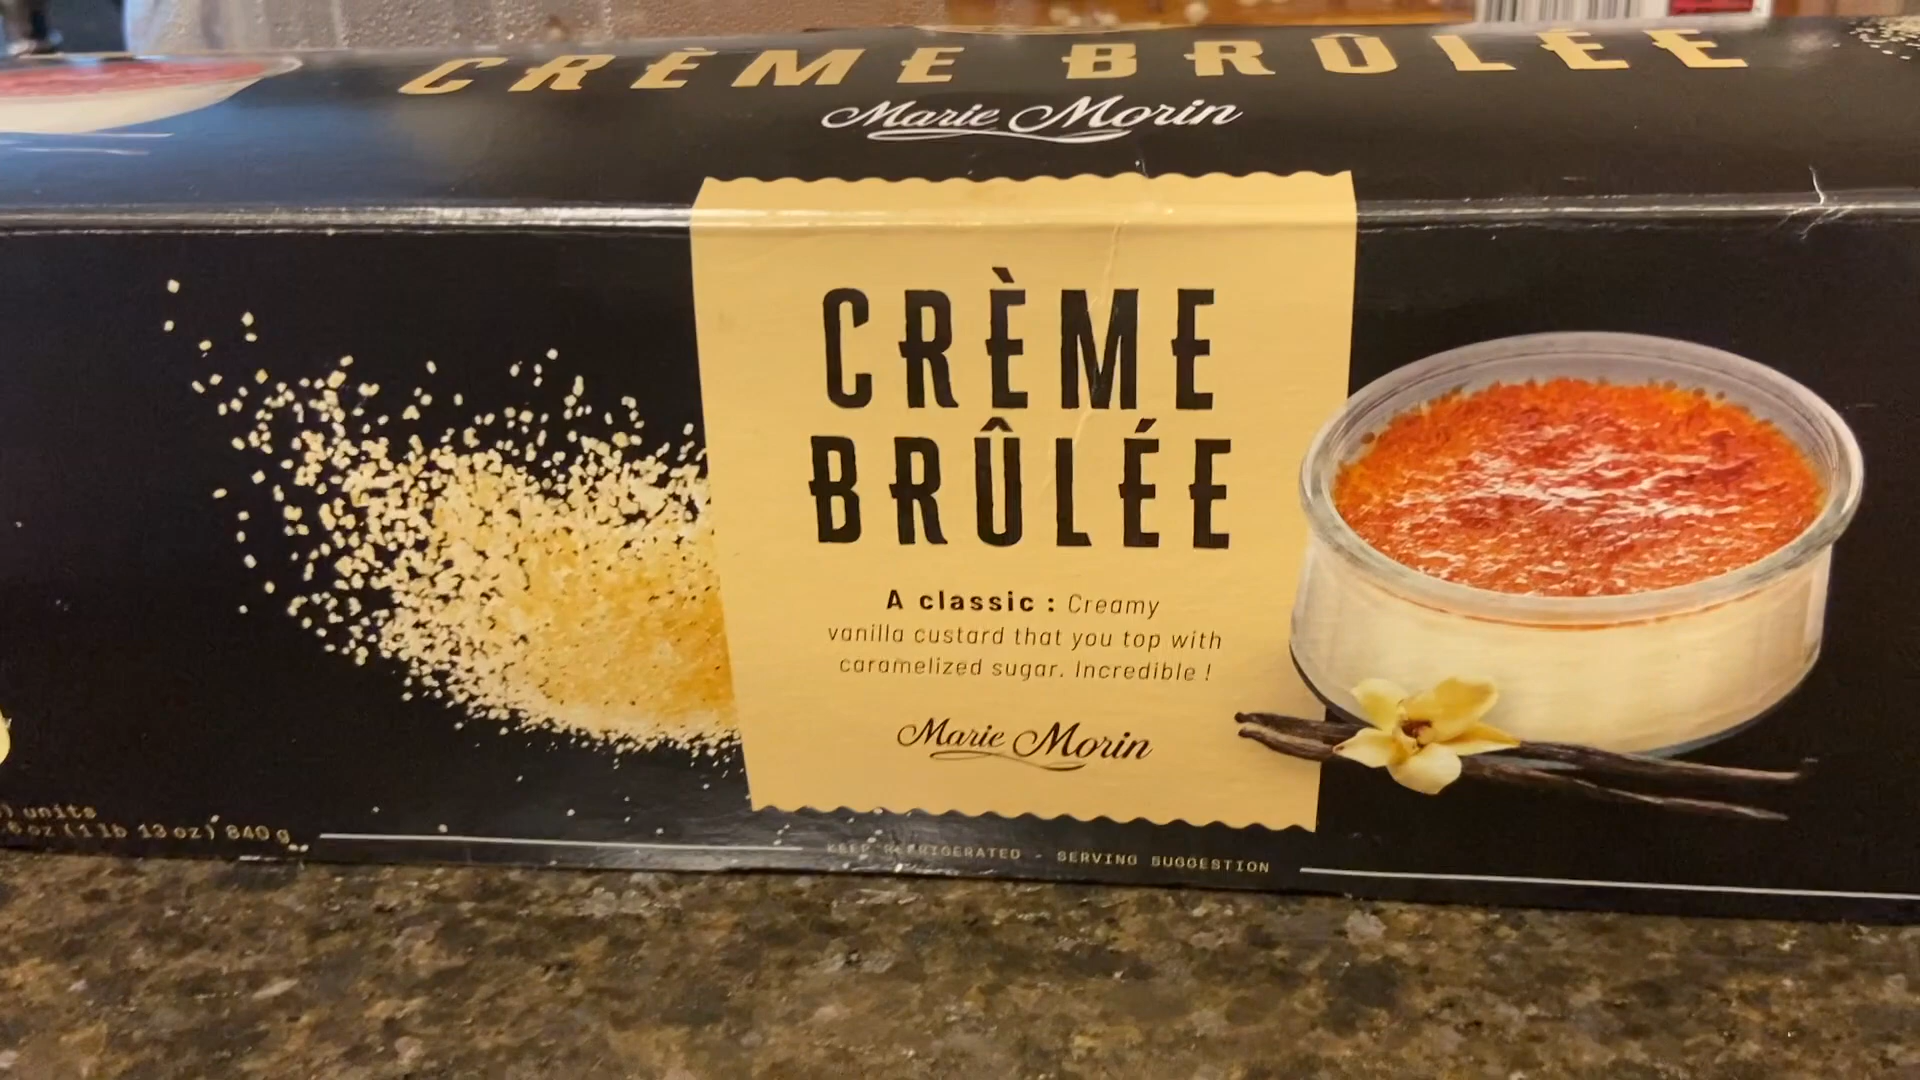 CRÈME BRÛLÉE
Marie Morin
CRÈME
BRÛLÉE
A classic : Creamy
vanilla custard that you top with
caramelized sugar. Incredible !
Marie Morin
) units
oz (1 lb 13 oz) 840 g
KEEP REFRIGERATED - SERVING SUGGESTION